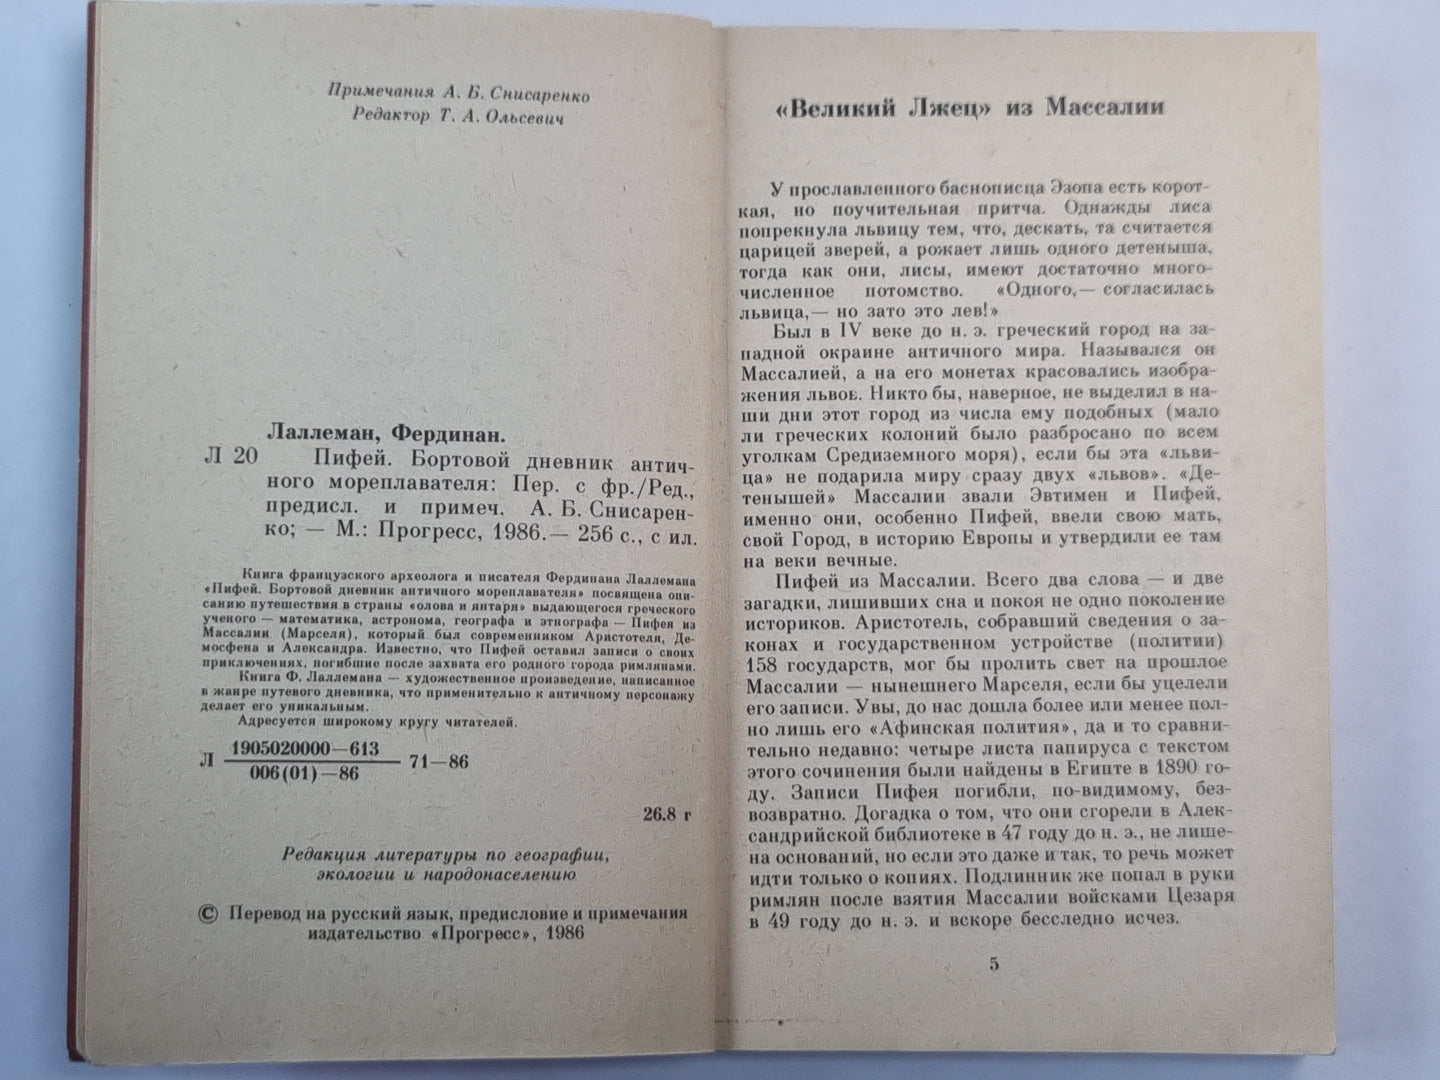 Примечания А. Б. Снисаренко
Редактор Т. А. Ольсевич
Лаллеман, Фердинан.
Л 20 Пифей. Бортовой дневник антич-
ного мореплавателя: Пер. с фр./Ред.,
предисл. и примеч. А. Б. Снисарен-
ко; — М.: Прогресс, 1986.— 256 с., с ил.
Книга французского археолога и писателя Фердинана Лаллемана
«Пифей. Бортовой дневник античного мореплавателя» посвящена опи-
санию путешествия в страны «олова и янтаря» выдающегося греческого
ученого — математика, астронома, географа и этнографа — Пифея из
Массалии (Марселя), который был современником Аристотеля, Де-
мосфена и Александра. Известно, что Пифей оставил записи о своих
приключениях, погибшие после захвата его родного города римлянами.
Книга Ф. Лаллемана — художественное произведение, написанное
в жанре путевого дневника, что применительно к античному персонажу
делает его уникальным.
Адресуется широкому кругу читателей.
Л 1905020000—613
006(01)—86
71—86
26.8 г
Редакция литературы по географии,
экологии и народонаселению
© Перевод на русский язык, предисловие и примечания
издательство «Прогресс», 1986
«Великий Лжец» из Массалии
У прославленного баснописца Эзопа есть корот-
кая, но поучительная притча. Однажды лиса
попрекнула львицу тем, что, дескать, та считается
царицей зверей, а рожает лишь одного детеныша,
тогда как они, лисы, имеют достаточно много-
численное потомство. «Одного,— согласилась
львица,— но зато это лев!»
Был в IV веке до н. э. греческий город на за-
падной окраине античного мира. Назывался он
Массалией, а на его монетах красовались изобра-
жения львов. Никто бы, наверное, не выделил в на-
ши дни этот город из числа ему подобных (мало
ли греческих колоний было разбросано по всем
уголкам Средиземного моря), если бы эта «льви-
ца» не подарила миру сразу двух «львов». «Де-
тенышей» Массалии звали Эвтимен и Пифей,
именно они, особенно Пифей, ввели свою мать,
свой Город, в историю Европы и утвердили ее там
на веки вечные.
Пифей из Массалии. Всего два слова — и две
загадки, лишивших сна и покоя не одно поколение
историков. Аристотель, собравший сведения о за-
конах и государственном устройстве (политии)
158 государств, мог бы пролить свет на прошлое
Массалии — нынешнего Марселя, если бы уцелели
его записи. Увы, до нас дошла более или менее пол-
но лишь его «Афинская полития», да и то сравни-
тельно недавно: четыре листа папируса с текстом
этого сочинения были найдены в Египте в 1890 го-
ду. Записи Пифея погибли, по-видимому, без-
возвратно. Догадка о том, что они сгорели в Алек-
сандрийской библиотеке в 47 году до н. э., не лише-
на оснований, но если это даже и так, то речь может
идти только о копиях. Подлинник же попал в руки
римлян после взятия Массалии войсками Цезаря
в 49 году до н. э. и вскоре бесследно исчез.
5